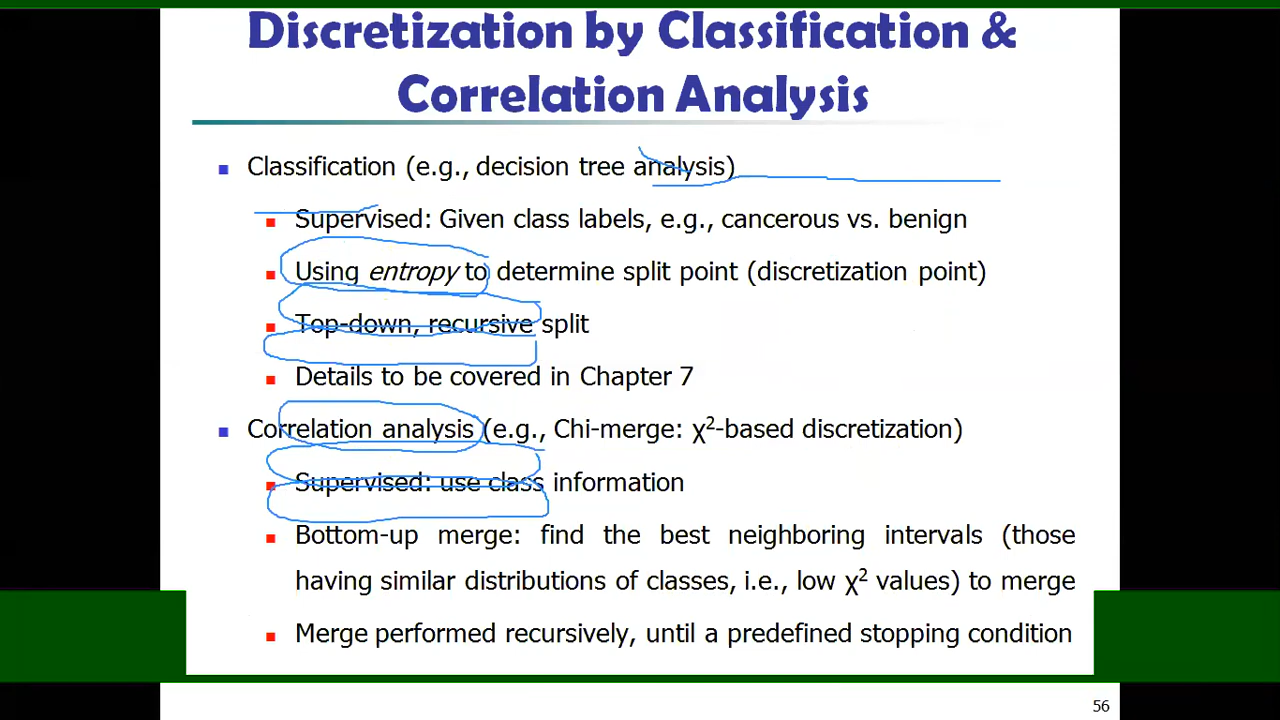 Discretization by Classification &
Correlation Analysis
Classification (e.g., decision tree analysis)
Supervised: Given class labels, e.g., cancerous vs. benign
Using entropy to determine split point (discretization point)
Top-down, recursive split
Details to be covered in Chapter 7
Correlation analysis (e.g., Chi-merge: χ²-based discretization)
Supervised: use class information
Bottom-up merge: find the best neighboring intervals (those
having similar distributions of classes, i.e., low χ² values) to merge
Merge performed recursively, until a predefined stopping condition
56